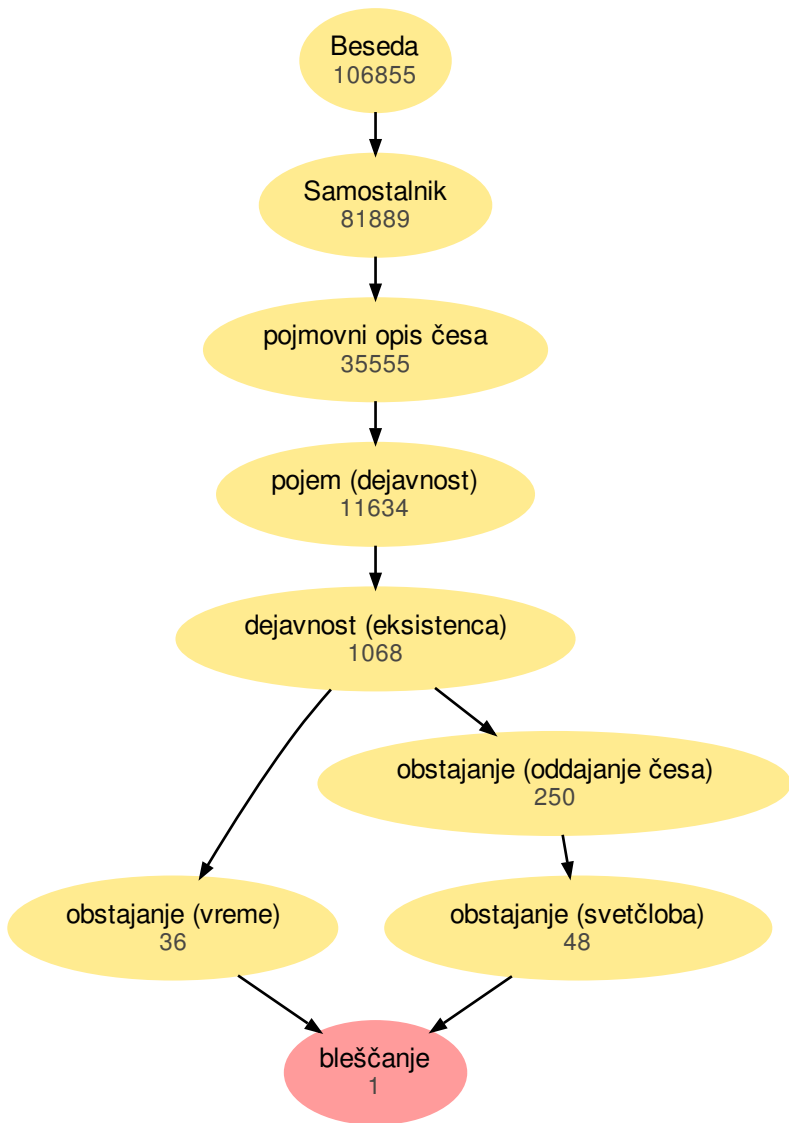 Beseda
106855
Samostalnik
81889
pojmovni opis česa
35555
pojem (dejavnost)
11634
dejavnost (eksistenca)
1068
obstajanje (oddajanje česa)
250
obstajanje (vreme)
36
obstajanje (svetčloba)
48
bleščanje
1